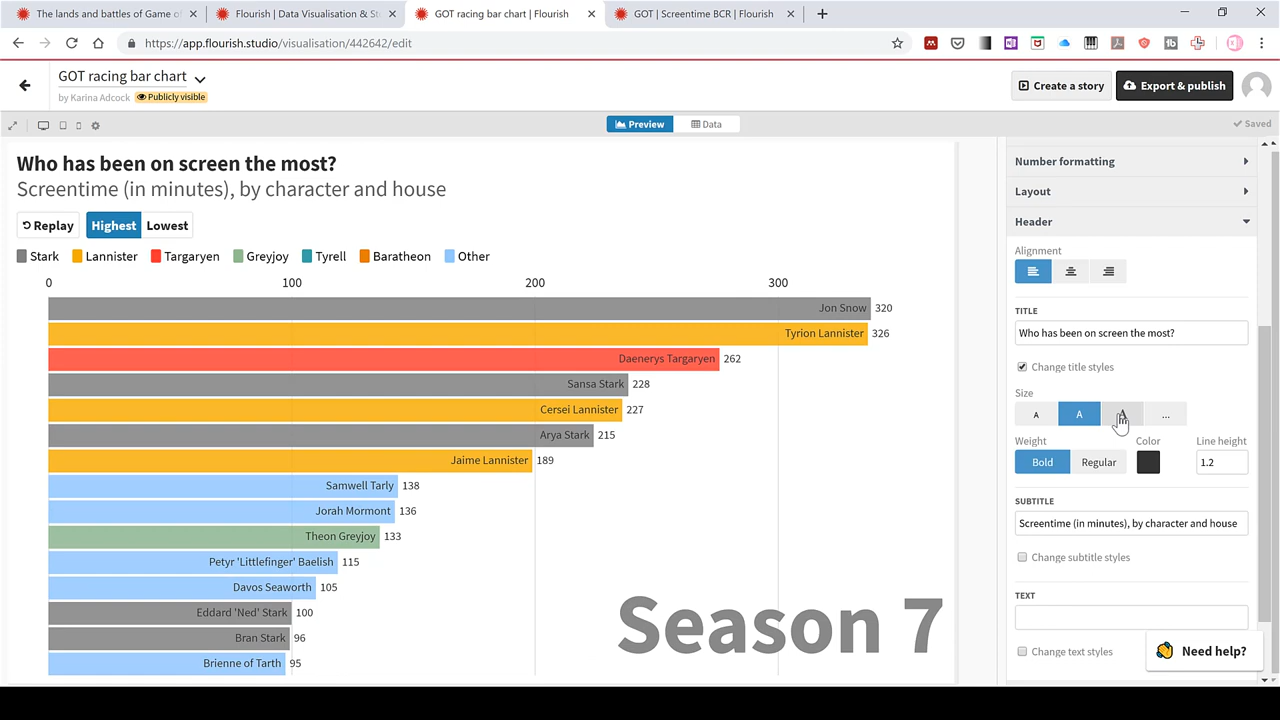 The lands and battles of Game of
Flourish | Data Visualisation & St
GOT racing bar chart | Flourish
GOT | Screentime BCR | Flourish
https://app.flourish.studio/visualisation/442642/edit
GOT racing bar chart
by Karina Adcock
Publicly visible
Create a story
Export & publish
Preview
Data
Saved
Who has been on screen the most?
Screentime (in minutes), by character and house
Replay
Highest
Lowest
Stark
Lannister
Targaryen
Greyjoy
Tyrell
Baratheon
Other
0
100
200
300
Jon Snow 320
Tyrion Lannister 326
Daenerys Targaryen 262
Sansa Stark 228
Cersei Lannister 227
Arya Stark 215
Jaime Lannister 189
Samwell Tarly 138
Jorah Mormont 136
Theon Greyjoy 133
Petyr 'Littlefinger' Baelish 115
Davos Seaworth 105
Eddard 'Ned' Stark 100
Bran Stark 96
Brienne of Tarth 95
Season 7
Number formatting
Layout
Header
Alignment
TITLE
Who has been on screen the most?
Change title styles
Size
A
A
A
...
Weight
Color
Line height
Bold
Regular
1.2
SUBTITLE
Screentime (in minutes), by character and house
Change subtitle styles
TEXT
Change text styles
Need help?